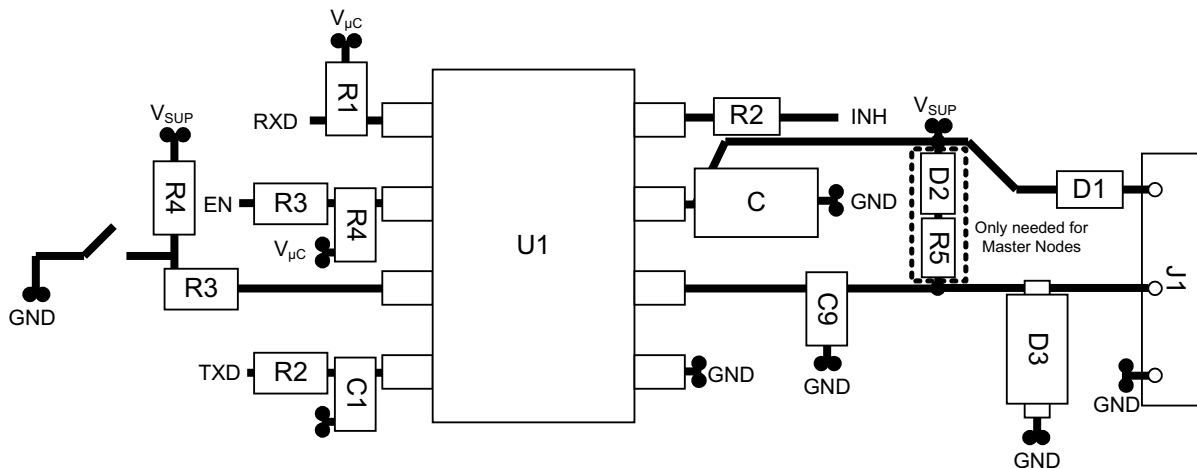 VµC
VSUP
R1
RXD
R2
INH
VSUP
R4
EN
R3
R4
VµC
C
GND
D2
D1
U1
R5
Only needed for
Master Nodes
J1
R3
GND
C9
GND
D3
TXD
R2
C1
GND
GND
GND